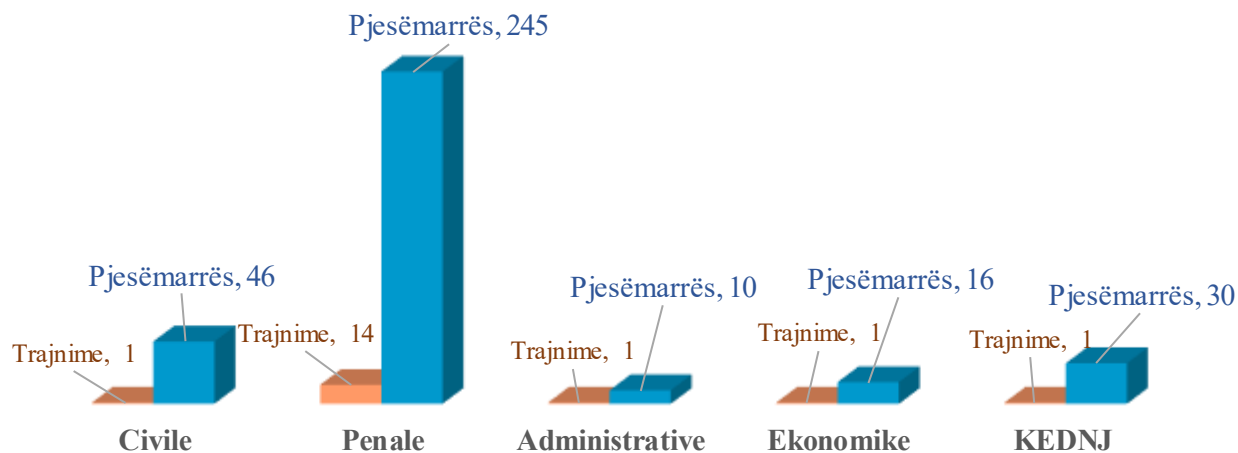 Pjesëmarrës, 245
Pjesëmarrës, 46
Pjesëmarrës, 10
Pjesëmarrës, 16
Pjesëmarrës, 30
Trajnime, 1
Trajnime, 14
Trajnime, 1
Trajnime, 1
Trajnime, 1
Civile
Penale
Administrative
Ekonomike
KEDNJ